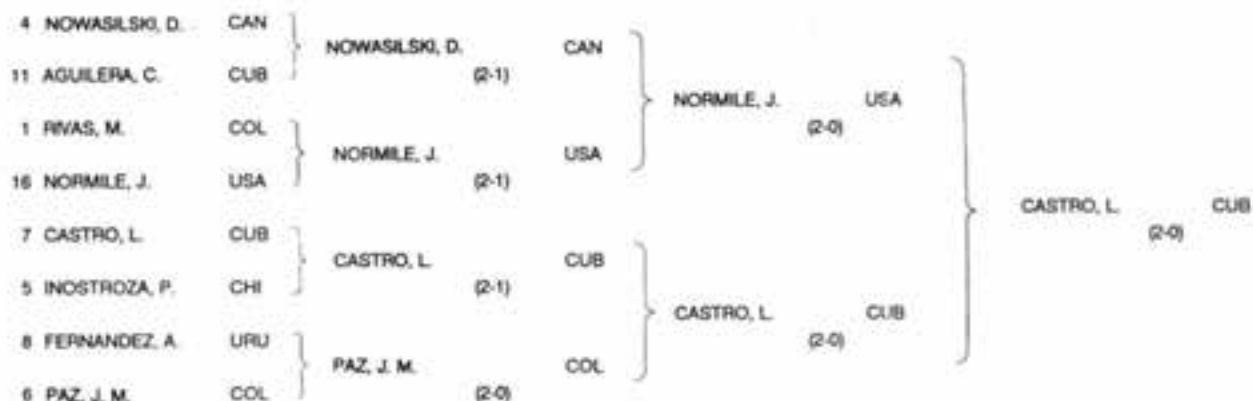 4 NOWASILSKI, D. CAN
NOWASILSKI, D. CAN
11 AGUILERA, C. CUB
(2-1)
NORMILE, J. USA
(2-0)
1 RIVAS, M. COL
NORMILE, J. USA
16 NORMILE, J. USA
(2-1)
CASTRO, L. CUB
(2-0)
7 CASTRO, L. CUB
CASTRO, L. CUB
5 INOSTROZA, P. CHI
(2-1)
CASTRO, L. CUB
(2-0)
8 FERNANDEZ, A. URU
PAZ, J. M. COL
6 PAZ, J. M. COL
(2-0)